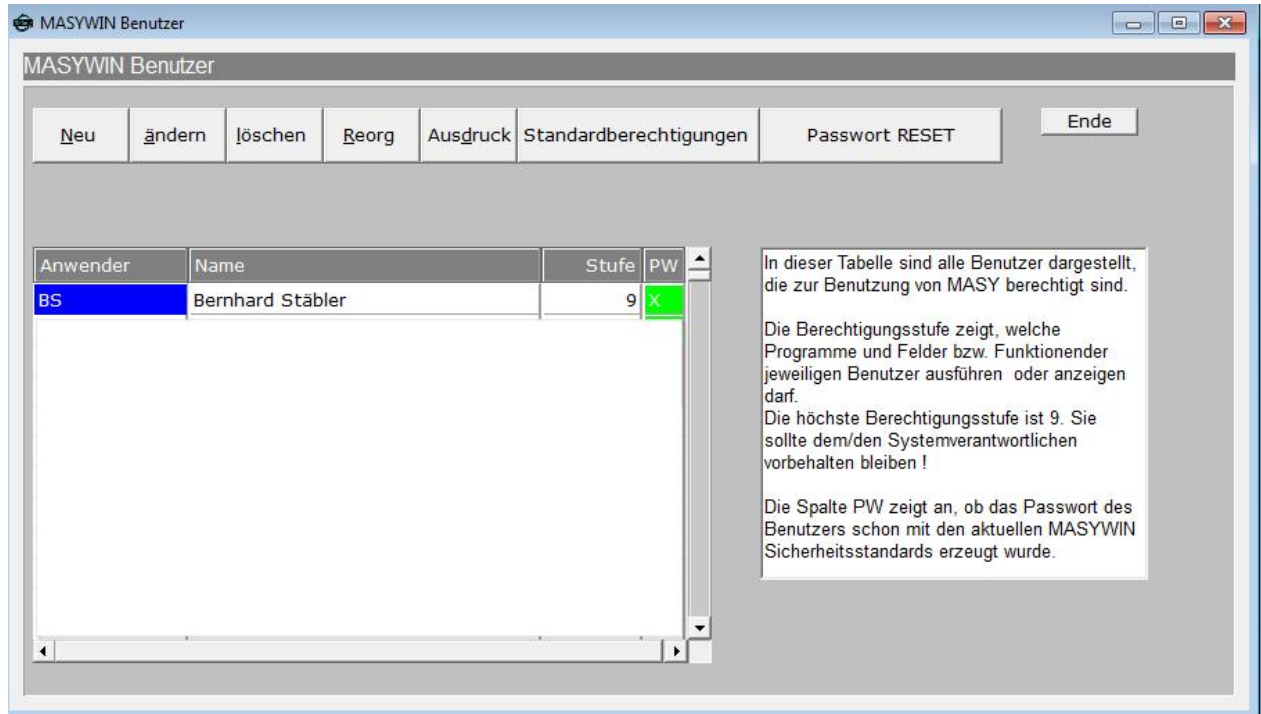 MASYWIN Benutzer
MASYWIN Benutzer
Neu ändern löschen Reorg Ausdruck Standardberechtigungen Passwort RESET Ende
Anwender Name Stufe PW
BS Bernhard Stäbler 9 X
In dieser Tabelle sind alle Benutzer dargestellt,
die zur Benutzung von MASY berechtigt sind.
Die Berechtigungsstufe zeigt, welche
Programme und Felder bzw. Funktionender
jeweiligen Benutzer ausführen oder anzeigen
darf.
Die höchste Berechtigungsstufe ist 9. Sie
sollte dem/den Systemverantwortlichen
vorbehalten bleiben !
Die Spalte PW zeigt an, ob das Passwort des
Benutzers schon mit den aktuellen MASYWIN
Sicherheitsstandards erzeugt wurde.